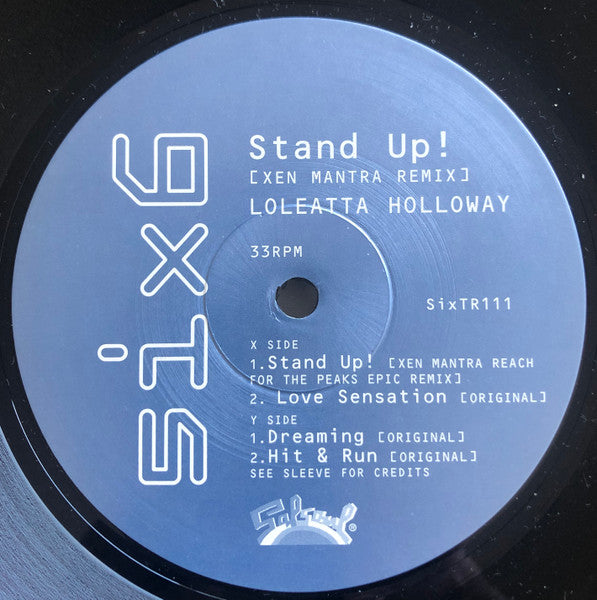 six6
Stand Up!
[XEN MANTRA REMIX]
LOLEATTA HOLLOWAY
33RPM
SixTR111
X SIDE
1.Stand Up! [XEN MANTRA REACH
FOR THE PEAKS EPIC REMIX]
2. Love Sensation [ORIGINAL]
Y SIDE
1.Dreaming [ORIGINAL]
2.Hit & Run [ORIGINAL]
SEE SLEEVE FOR CREDITS
Salsoul®